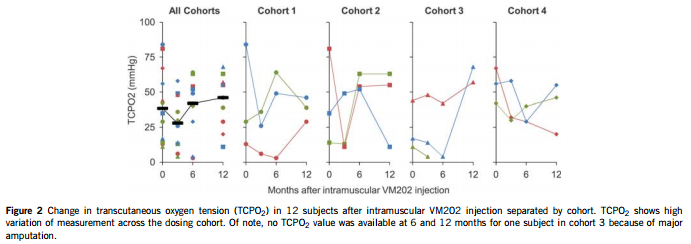 All Cohorts Cohort 1 Cohort 2 Cohort 3 Cohort 4
TCPO2 (mmHg)
100
75
50
25
0
0 6 12 0 6 12 0 6 12 0 6 12 0 6 12
Months after intramuscular VM202 injection
Figure 2 Change in transcutaneous oxygen tension (TCPO₂) in 12 subjects after intramuscular VM202 injection separated by cohort. TCPO₂ shows high
variation of measurement across the dosing cohort. Of note, no TCPO₂ value was available at 6 and 12 months for one subject in cohort 3 because of major
amputation.